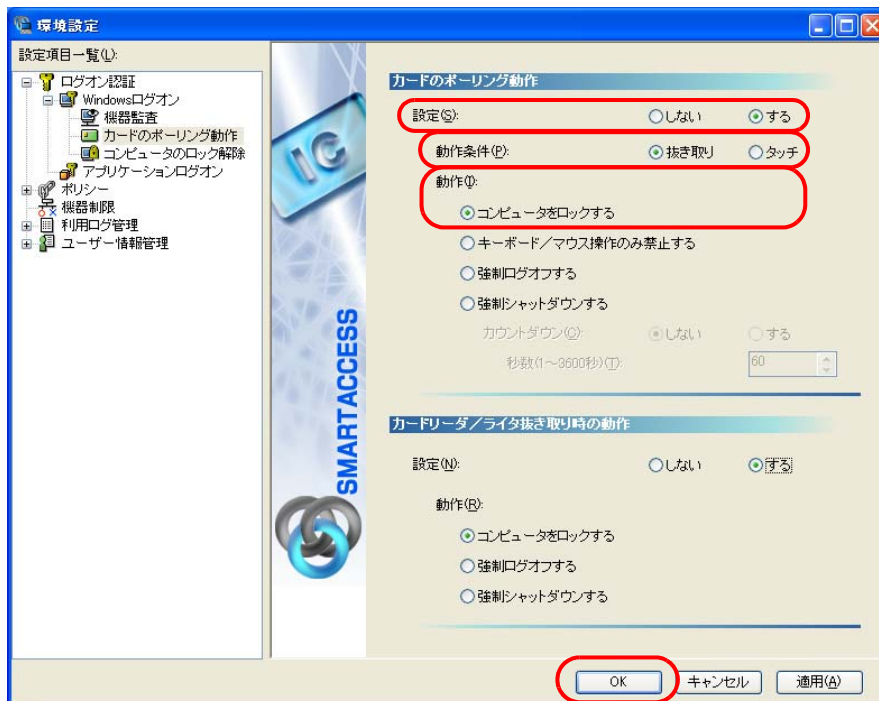 環境設定
設定項目一覧(L):
ログオン認証
Windowsログオン
機器監査
カードのポーリング動作
コンピュータのロック解除
アプリケーションログオン
ポリシー
機器制限
利用ログ管理
ユーザー情報管理
IC
SMARTACCESS
カードのポーリング動作
設定(S): しない する
動作条件(P): 抜き取り タッチ
動作(I):
コンピュータをロックする
キーボード/マウス操作のみ禁止する
強制ログオフする
強制シャットダウンする
カウントダウン(C): しない する
秒数(1~3600秒)(T): 60
カードリーダ/ライタ抜き取り時の動作
設定(N): しない する
動作(R):
コンピュータをロックする
強制ログオフする
強制シャットダウンする
OK キャンセル 適用(A)